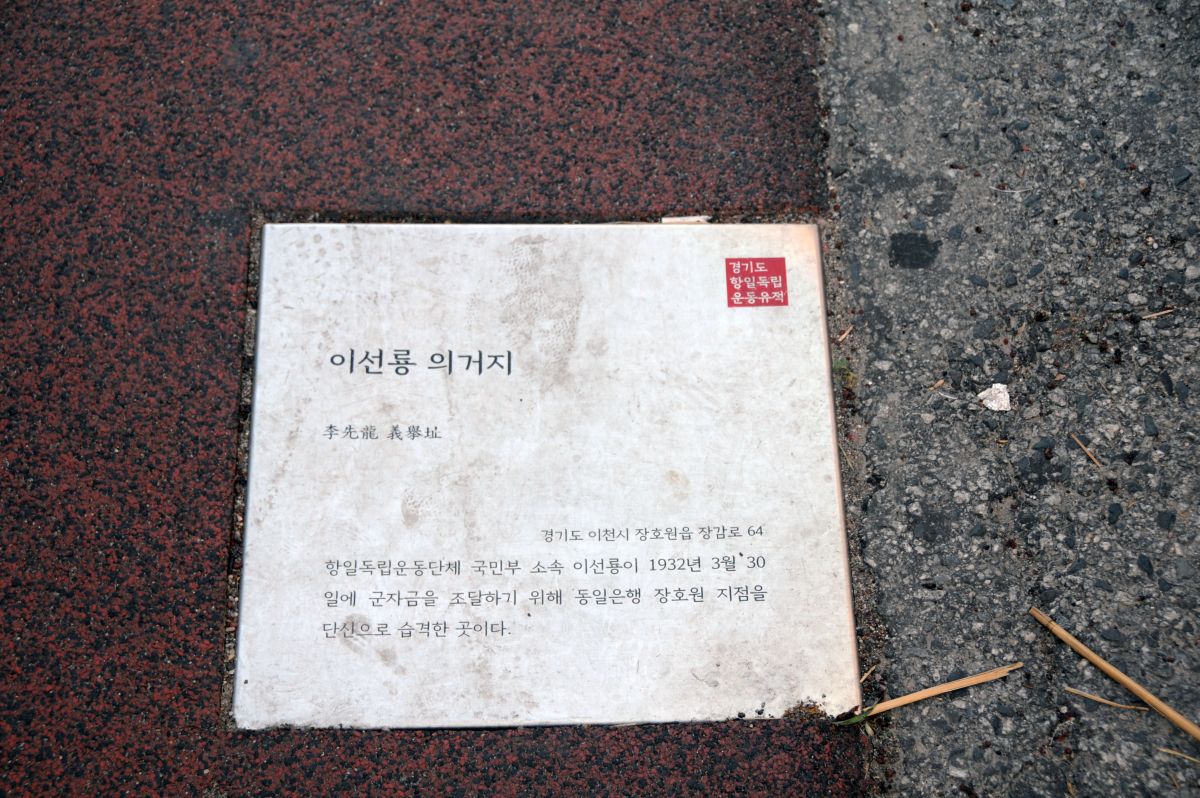 경기도
항일독립
운동유적
이선룡 의거지
李先龍 義擧址
경기도 이천시 장호원읍 장감로 64
항일독립운동단체 국민부 소속 이선룡이 1932년 3월 30
일에 군자금을 조달하기 위해 동일은행 장호원 지점을
단신으로 습격한 곳이다.